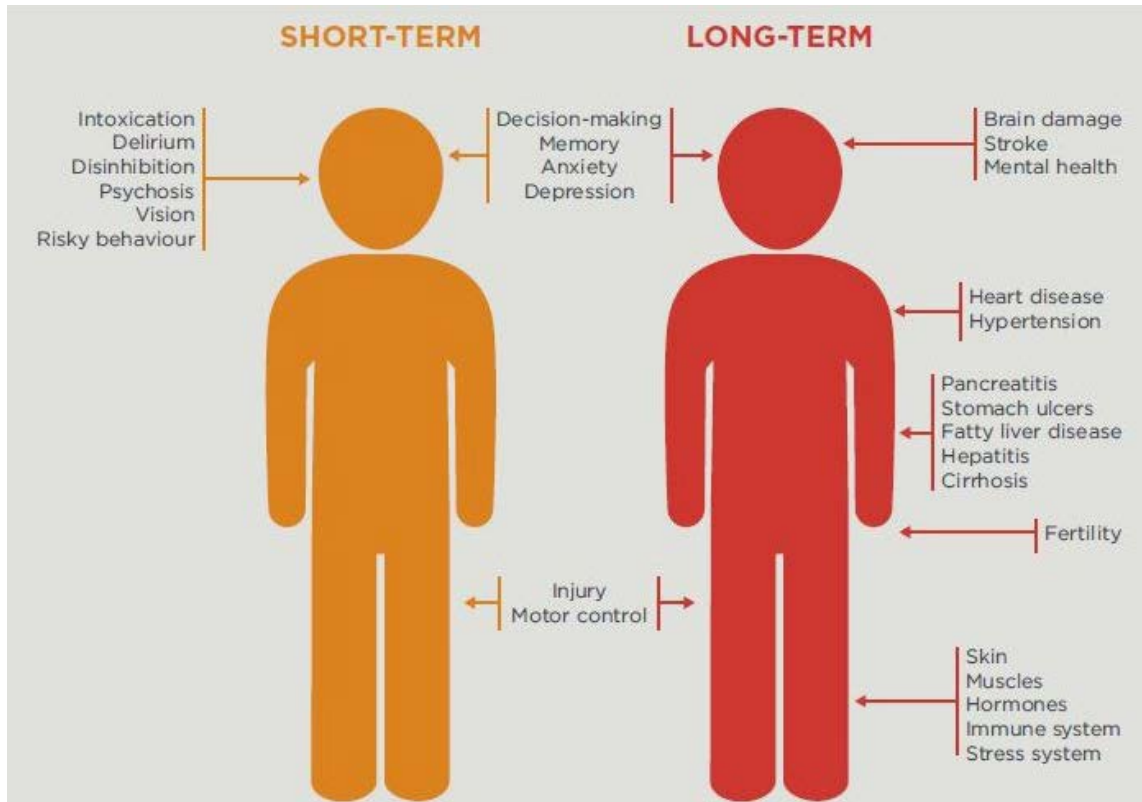 SHORT-TERM
LONG-TERM
Intoxication
Delirium
Disinhibition
Psychosis
Vision
Risky behaviour
Decision-making
Memory
Anxiety
Depression
Brain damage
Stroke
Mental health
Heart disease
Hypertension
Pancreatitis
Stomach ulcers
Fatty liver disease
Hepatitis
Cirrhosis
Fertility
Injury
Motor control
Skin
Muscles
Hormones
Immune system
Stress system